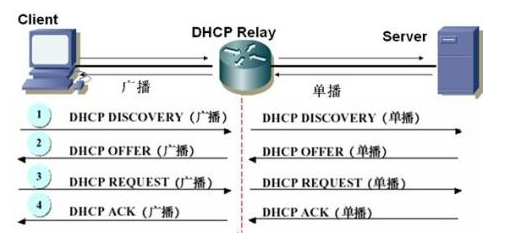 Client
DHCP Relay
Server
广播
单播
1 DHCP DISCOVERY (广播) DHCP DISCOVERY (单播)
2 DHCP OFFER (广播) DHCP OFFER (单播)
3 DHCP REQUEST (广播) DHCP REQUEST (单播)
4 DHCP ACK (广播) DHCP ACK (单播)